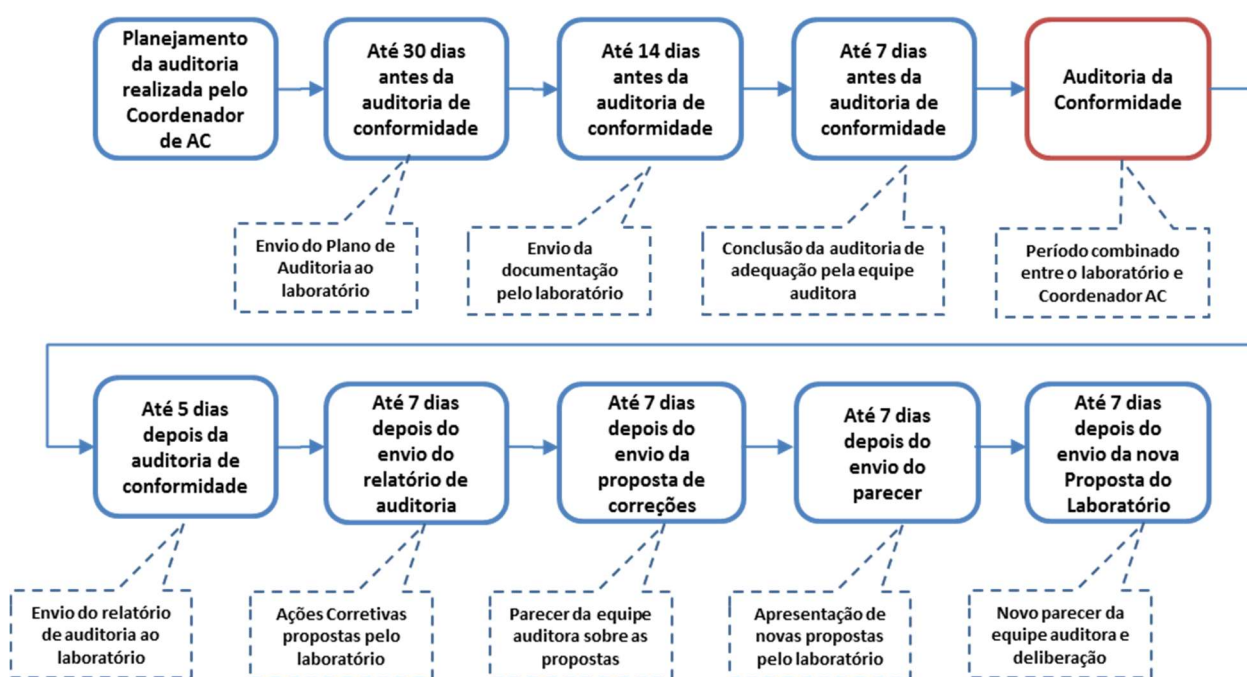 Planejamento
da auditoria
realizada pelo
Coordenador
de AC
Até 30 dias
antes da
auditoria de
conformidade
Até 14 dias
antes da
auditoria de
conformidade
Até 7 dias
antes da
auditoria de
conformidade
Auditoria da
Conformidade
Envio do Plano de
Auditoria ao
laboratório
Envio da
documentação
pelo laboratório
Conclusão da auditoria de
adequação pela equipe
auditora
Período combinado
entre o laboratório e
Coordenador AC
Até 5 dias
depois da
auditoria de
conformidade
Até 7 dias
depois do
envio do
relatório de
auditoria
Até 7 dias
depois do
envio da
proposta de
correções
Até 7 dias
depois do
envio do
parecer
Até 7 dias
depois do
envio da nova
Proposta do
Laboratório
Envio do relatório
de auditoria ao
laboratório
Ações Corretivas
propostas pelo
laboratório
Parecer da equipe
auditora sobre as
propostas
Apresentação de
novas propostas
pelo laboratório
Novo parecer da
equipe auditora e
deliberação